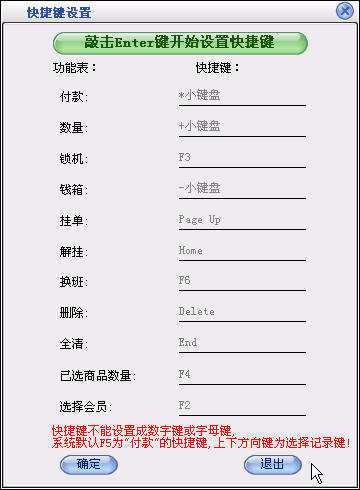 快捷键设置
敲击Enter键开始设置快捷键
功能表： 快捷键：
付款： *小键盘
数量： +小键盘
锁机： F3
钱箱： -小键盘
挂单： Page Up
解挂： Home
换班： F6
删除： Delete
全清： End
已选商品数量： F4
选择会员： F2
快捷键不能设置成数字键或字母键,
系统默认F5为"付款"的快捷键,上下方向键为选择记录键!
确定 退出